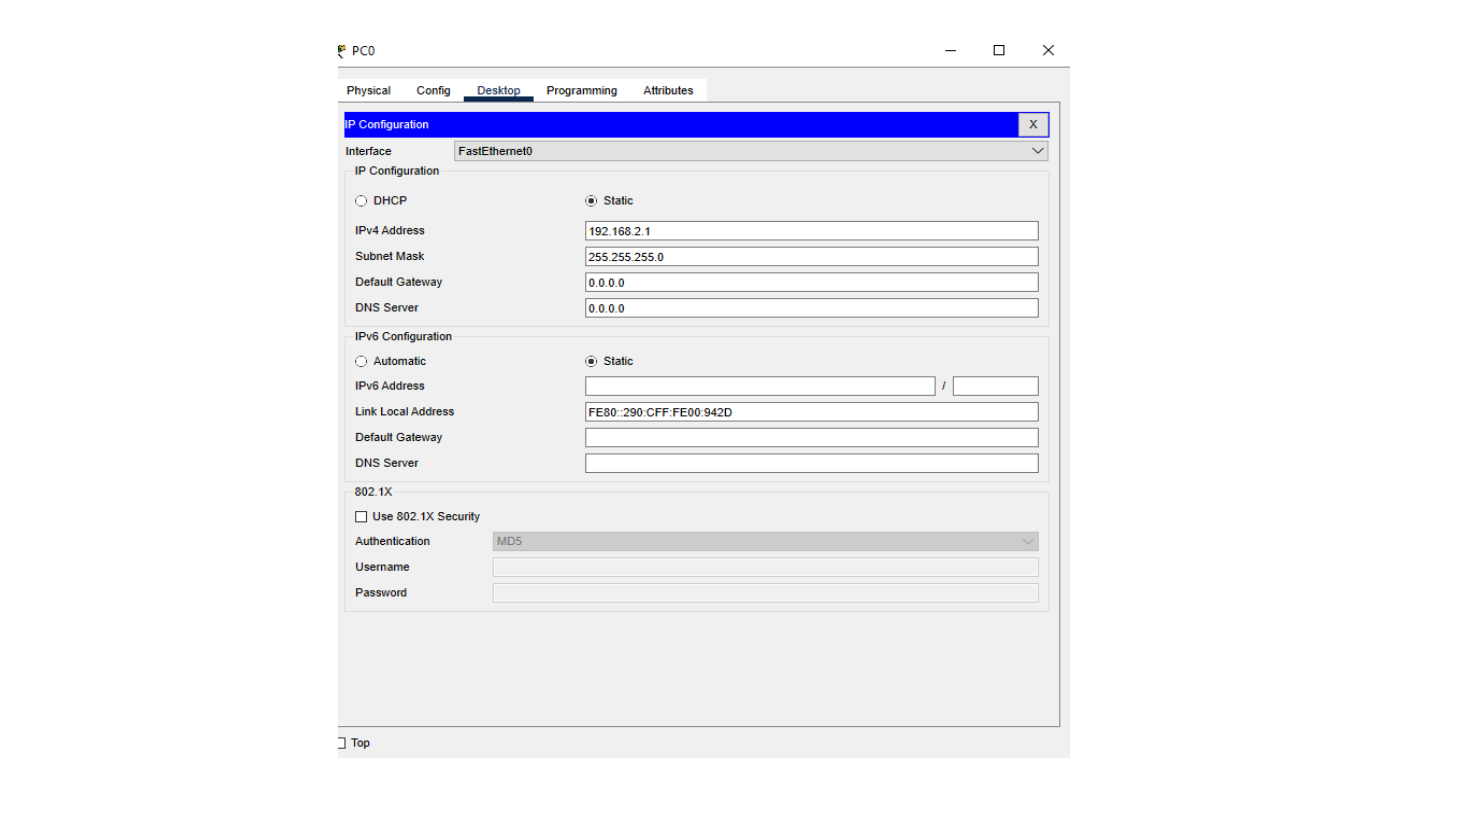 PC0
Physical Config Desktop Programming Attributes
IP Configuration X
Interface FastEthernet0
IP Configuration
DHCP Static
IPv4 Address 192.168.2.1
Subnet Mask 255.255.255.0
Default Gateway 0.0.0.0
DNS Server 0.0.0.0
IPv6 Configuration
Automatic Static
IPv6 Address /
Link Local Address FE80::290:CFF:FE00:942D
Default Gateway
DNS Server
802.1X
Use 802.1X Security
Authentication MD5
Username
Password
Top